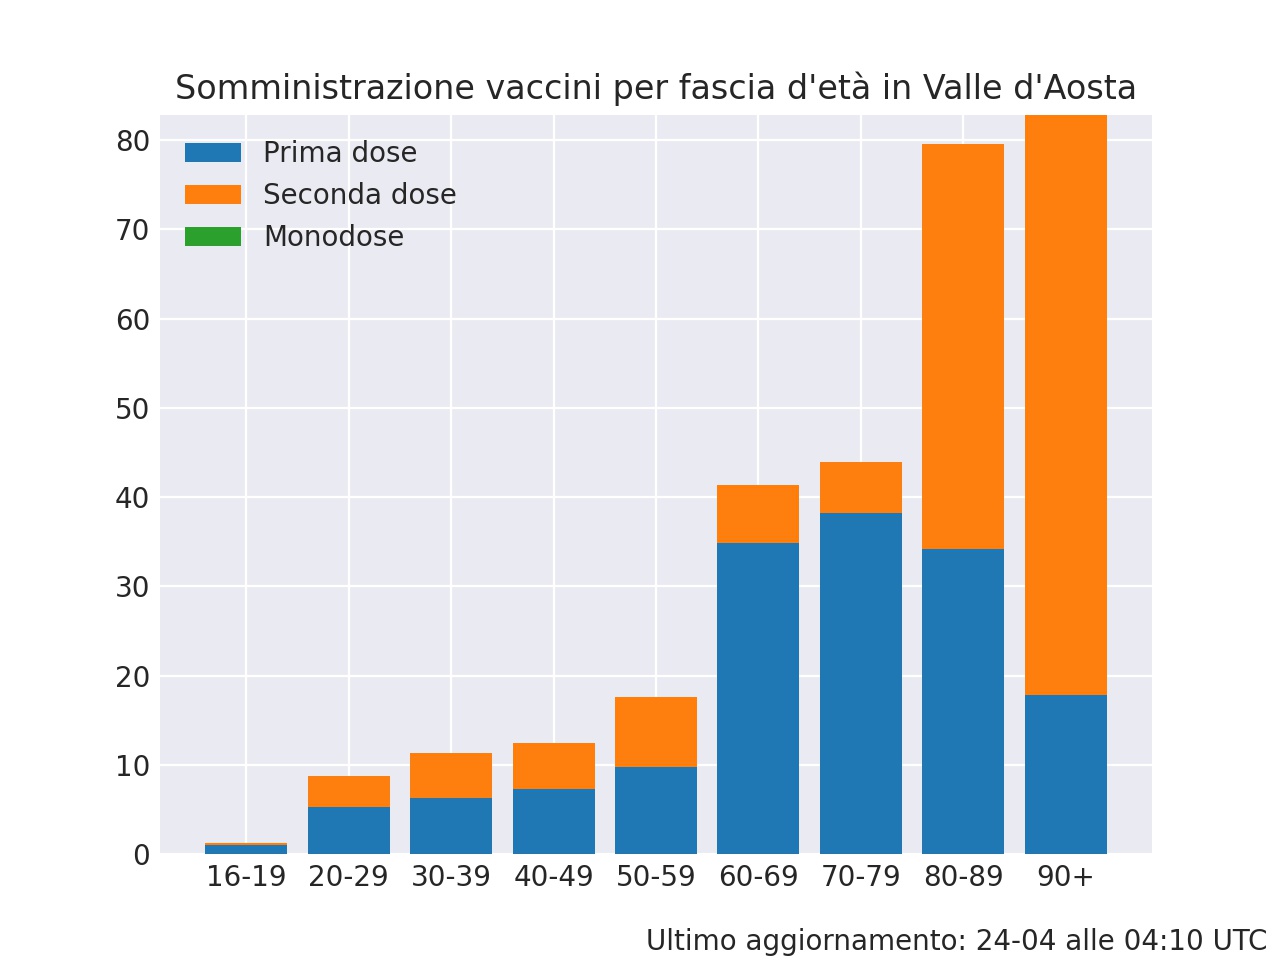 Somministrazione vaccini per fascia d'età in Valle d'Aosta
Prima dose
Seconda dose
Monodose
80
70
60
50
40
30
20
10
0
16-19 20-29 30-39 40-49 50-59 60-69 70-79 80-89 90+
Ultimo aggiornamento: 24-04 alle 04:10 UTC